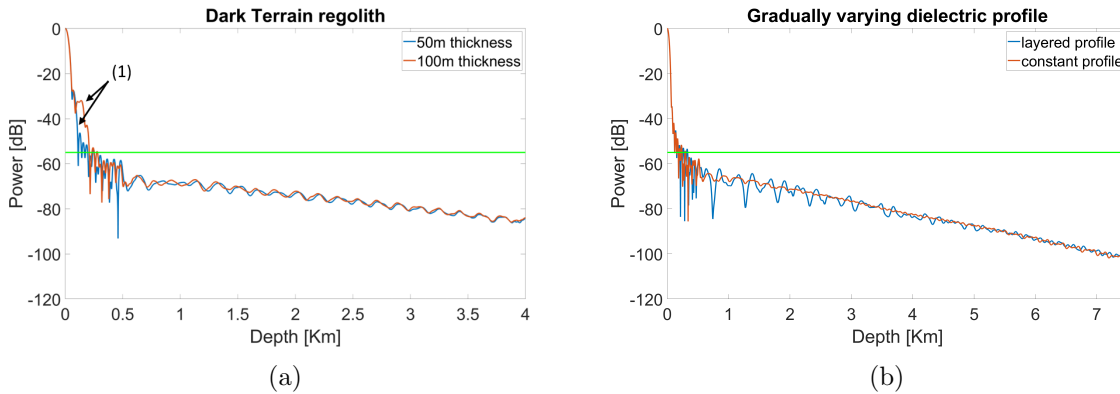 Dark Terrain regolith
0
-20
-40
-60
-80
-100
-120
Power [dB]
50m thickness
100m thickness
(1)
0 0.5 1 1.5 2 2.5 3 3.5 4
Depth [Km]
(a)
Gradually varying dielectric profile
0
-20
-40
-60
-80
-100
-120
Power [dB]
layered profile
constant profile
0 1 2 3 4 5 6 7
Depth [Km]
(b)